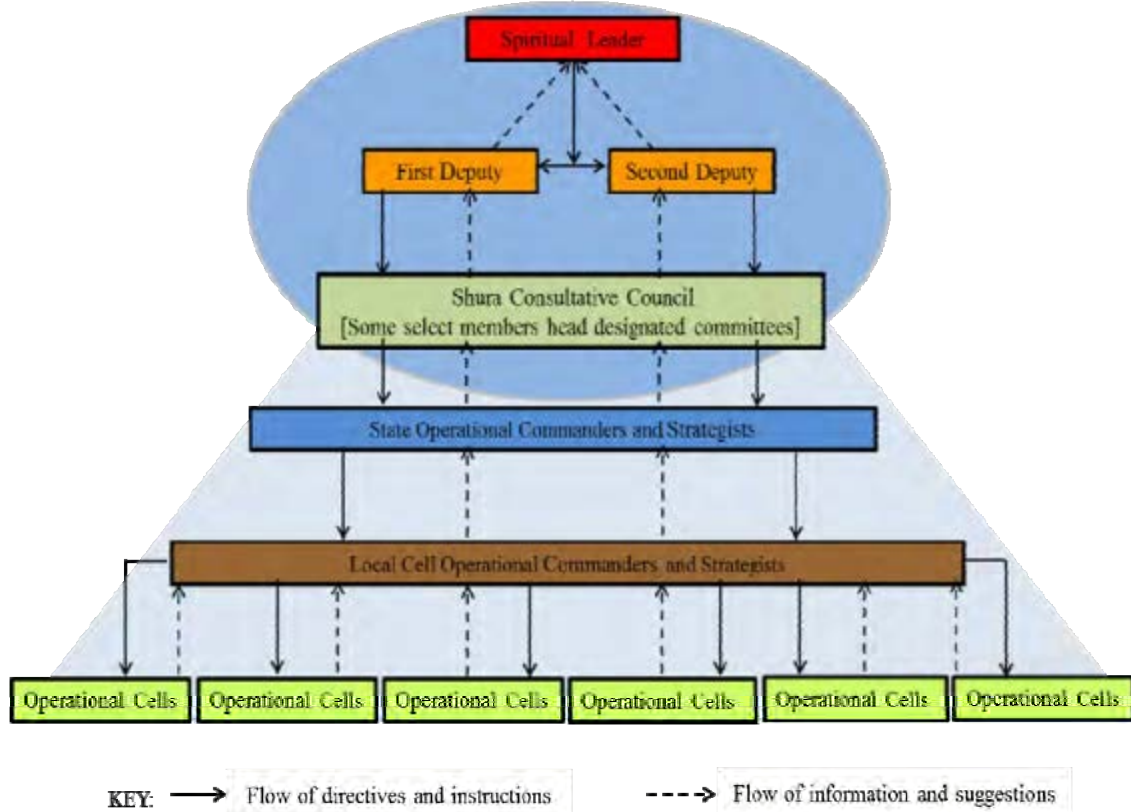 Spiritual Leader
First Deputy
Second Deputy
Shura Consultative Council
[Some select members head designated committees]
State Operational Commanders and Strategists
Local Cell Operational Commanders and Strategists
Operational Cells
Operational Cells
Operational Cells
Operational Cells
Operational Cells
Operational Cells
KEY:
Flow of directives and instructions
Flow of information and suggestions